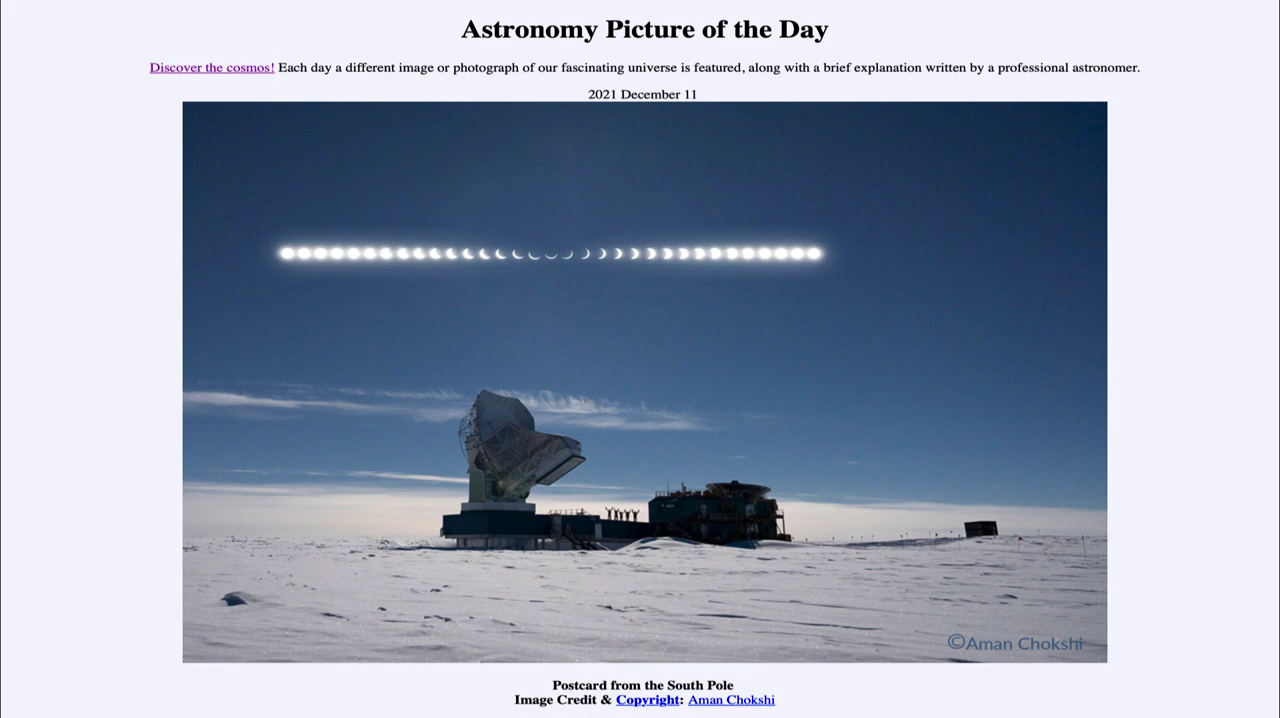 Astronomy Picture of the Day
Discover the cosmos! Each day a different image or photograph of our fascinating universe is featured, along with a brief explanation written by a professional astronomer.
2021 December 11
©Aman Chokshi
Postcard from the South Pole
Image Credit & Copyright: Aman Chokshi